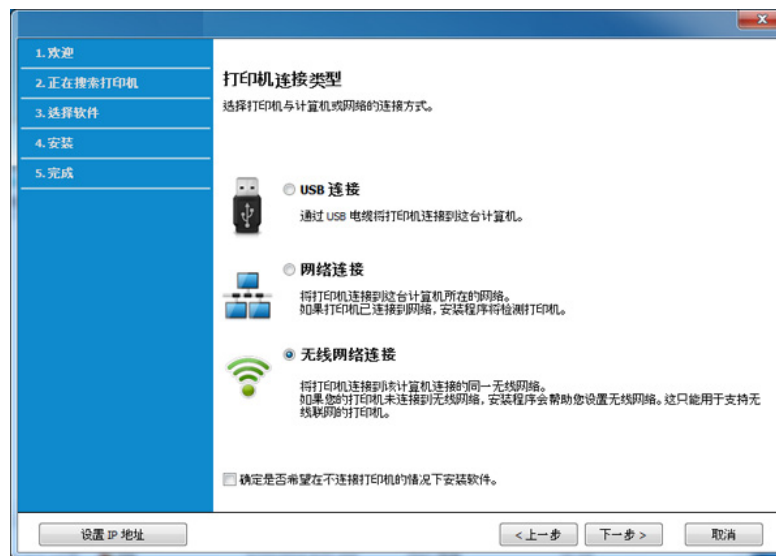 1. 欢迎
2. 正在搜索打印机
3. 选择软件
4. 安装
5. 完成
打印机连接类型
选择打印机与计算机或网络的连接方式。
USB 连接
通过 USB 电缆将打印机连接到这台计算机。
网络连接
将打印机连接到这台计算机所在的网络。
如果打印机已连接到网络，安装程序将检测打印机。
无线网络连接
将打印机连接到该计算机连接的同一无线网络。
如果您的打印机未连接到无线网络，安装程序会帮助您设置无线网络。这只能用于支持无
线联网的打印机。
确定是否希望在不连接打印机的情况下安装软件。
设置 IP 地址
< 上一步
下一步 >
取消